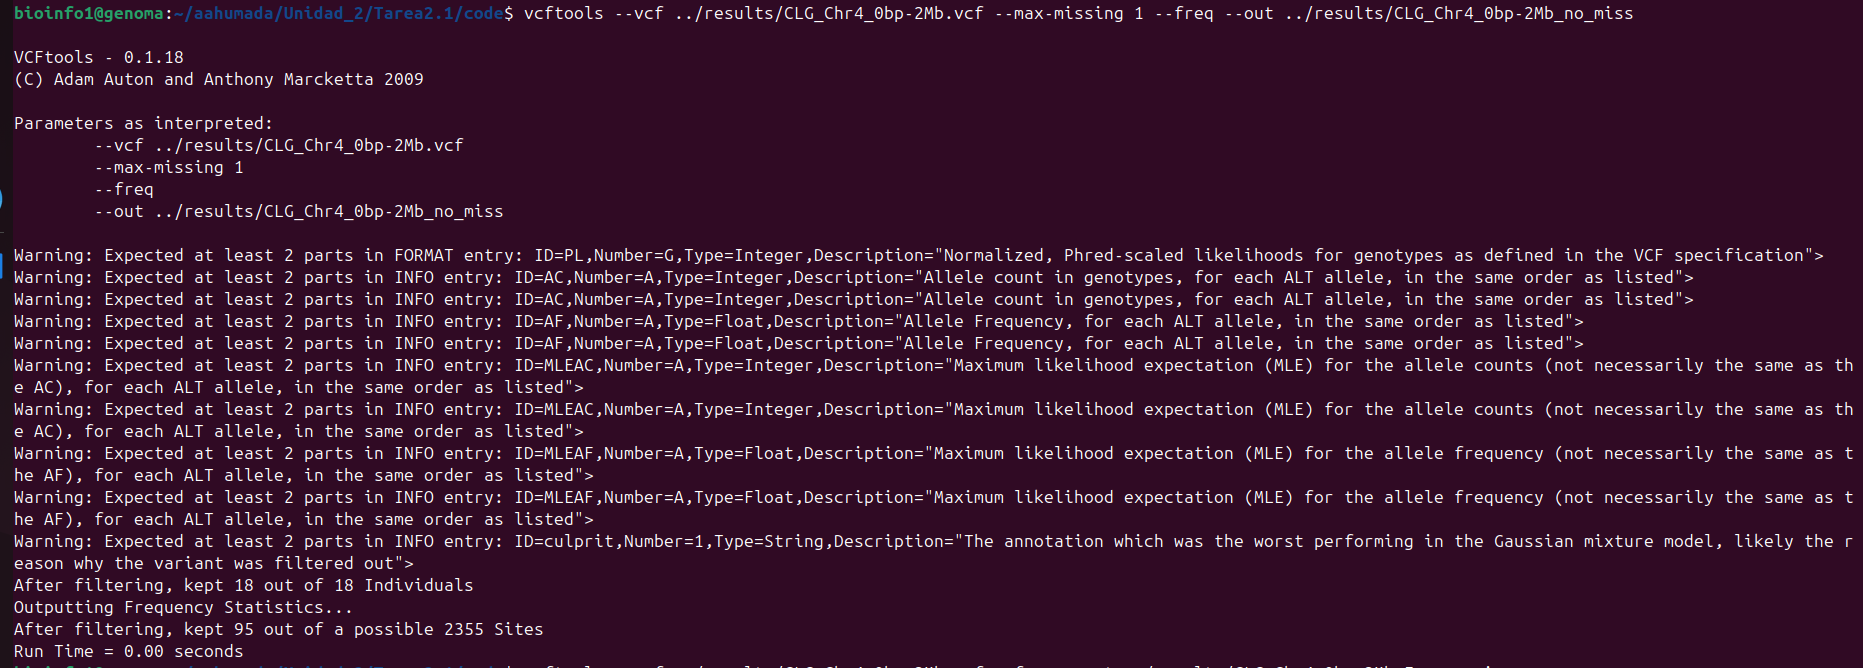 bioinfo1@genoma:~/aahumada/Unidad_2/Tarea2.1/code$ vcftools --vcf ../results/CLG_Chr4_0bp-2Mb.vcf --max-missing 1 --freq --out ../results/CLG_Chr4_0bp-2Mb_no_miss
VCFtools - 0.1.18
(C) Adam Auton and Anthony Marcketta 2009
Parameters as interpreted:
--vcf ../results/CLG_Chr4_0bp-2Mb.vcf
--max-missing 1
--freq
--out ../results/CLG_Chr4_0bp-2Mb_no_miss
Warning: Expected at least 2 parts in FORMAT entry: ID=PL,Number=G,Type=Integer,Description="Normalized, Phred-scaled likelihoods for genotypes as defined in the VCF specification">
Warning: Expected at least 2 parts in INFO entry: ID=AC,Number=A,Type=Integer,Description="Allele count in genotypes, for each ALT allele, in the same order as listed">
Warning: Expected at least 2 parts in INFO entry: ID=AC,Number=A,Type=Integer,Description="Allele count in genotypes, for each ALT allele, in the same order as listed">
Warning: Expected at least 2 parts in INFO entry: ID=AF,Number=A,Type=Float,Description="Allele Frequency, for each ALT allele, in the same order as listed">
Warning: Expected at least 2 parts in INFO entry: ID=AF,Number=A,Type=Float,Description="Allele Frequency, for each ALT allele, in the same order as listed">
Warning: Expected at least 2 parts in INFO entry: ID=MLEAC,Number=A,Type=Integer,Description="Maximum likelihood expectation (MLE) for the allele counts (not necessarily the same as th
e AC), for each ALT allele, in the same order as listed">
Warning: Expected at least 2 parts in INFO entry: ID=MLEAC,Number=A,Type=Integer,Description="Maximum likelihood expectation (MLE) for the allele counts (not necessarily the same as th
e AC), for each ALT allele, in the same order as listed">
Warning: Expected at least 2 parts in INFO entry: ID=MLEAF,Number=A,Type=Float,Description="Maximum likelihood expectation (MLE) for the allele frequency (not necessarily the same as t
he AF), for each ALT allele, in the same order as listed">
Warning: Expected at least 2 parts in INFO entry: ID=MLEAF,Number=A,Type=Float,Description="Maximum likelihood expectation (MLE) for the allele frequency (not necessarily the same as t
he AF), for each ALT allele, in the same order as listed">
Warning: Expected at least 2 parts in INFO entry: ID=culprit,Number=1,Type=String,Description="The annotation which was the worst performing in the Gaussian mixture model, likely the r
eason why the variant was filtered out">
After filtering, kept 18 out of 18 Individuals
Outputting Frequency Statistics...
After filtering, kept 95 out of a possible 2355 Sites
Run Time = 0.00 seconds